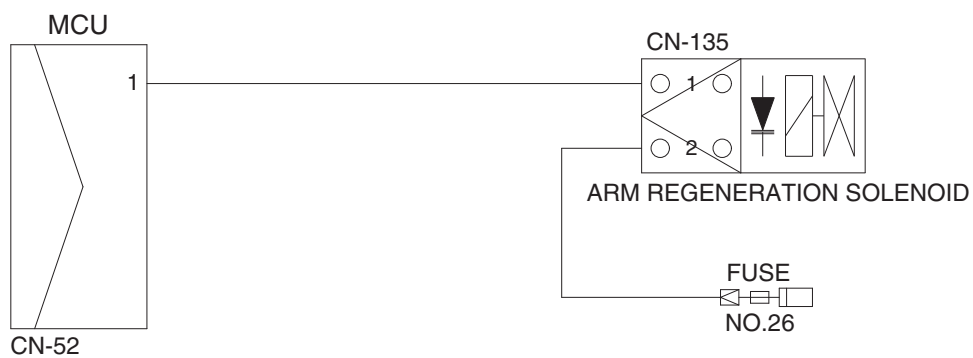 MCU
CN-135
1
1
2
ARM REGENERATION SOLENOID
FUSE
NO.26
CN-52